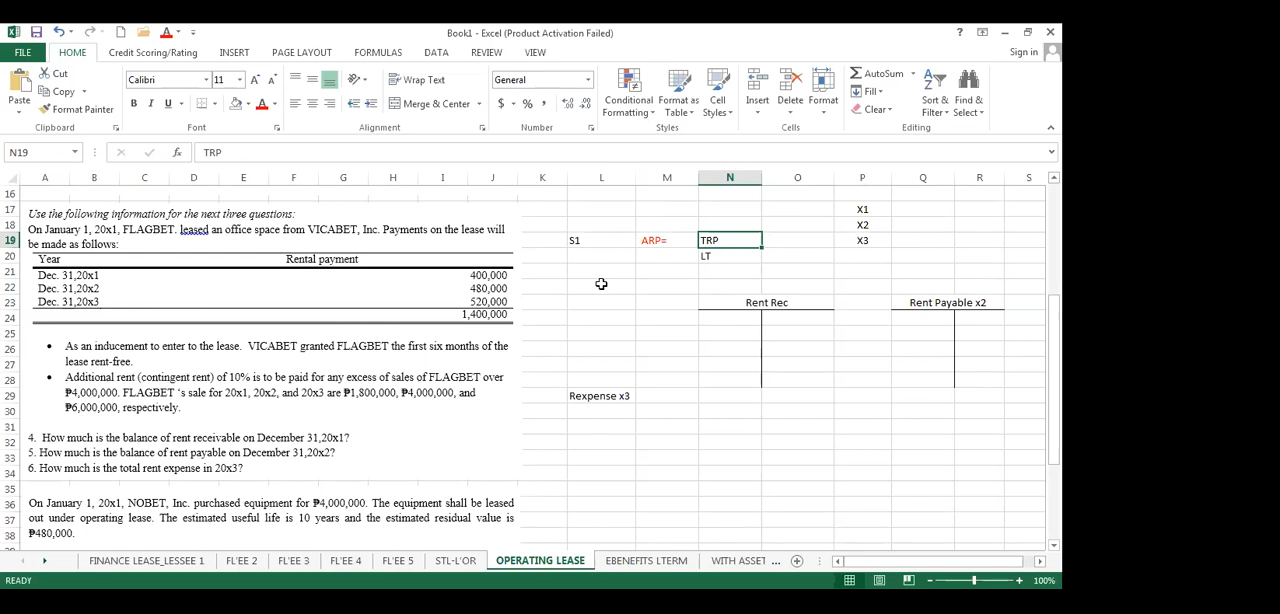 Book1 - Excel (Product Activation Failed)
FILE HOME Credit Scoring/Rating INSERT PAGE LAYOUT FORMULAS DATA REVIEW VIEW Sign in
Cut
Copy
Format Painter
Paste
Clipboard
Calibri 11
B I U
Font
Wrap Text
Merge & Center
Alignment
General
$ % ,
Number
Conditional Formatting
Format as Table
Cell Styles
Styles
Insert Delete Format
Cells
AutoSum
Fill
Clear
Sort & Filter
Find & Select
Editing
N19 fx TRP
A B C D E F G H I J K L M N O P Q R S
16
17
18
19
20
21
22
23
24
25
26
27
28
29
30
31
32
33
34
35
36
37
38
Use the following information for the next three questions:
On January 1, 20x1, FLAGBET. leased an office space from VICABET, Inc. Payments on the lease will
be made as follows:
Year Rental payment
Dec. 31,20x1 400,000
Dec. 31,20x2 480,000
Dec. 31,20x3 520,000
1,400,000
• As an inducement to enter to the lease. VICABET granted FLAGBET the first six months of the
lease rent-free.
• Additional rent (contingent rent) of 10% is to be paid for any excess of sales of FLAGBET over
₱4,000,000. FLAGBET ‘s sale for 20x1, 20x2, and 20x3 are ₱1,800,000, ₱4,000,000, and
₱6,000,000, respectively.
4. How much is the balance of rent receivable on December 31,20x1?
5. How much is the balance of rent payable on December 31,20x2?
6. How much is the total rent expense in 20x3?
On January 1, 20x1, NOBET, Inc. purchased equipment for ₱4,000,000. The equipment shall be leased
out under operating lease. The estimated useful life is 10 years and the estimated residual value is
₱480,000.
X1
X2
S1 ARP= TRP X3
LT
Rent Rec Rent Payable x2
Rexpense x3
FINANCE LEASE_LESSEE 1 FL'EE 2 FL'EE 3 FL'EE 4 FL'EE 5 STL-L'OR OPERATING LEASE EBENEFITS LTERM WITH ASSET ...
READY 100%